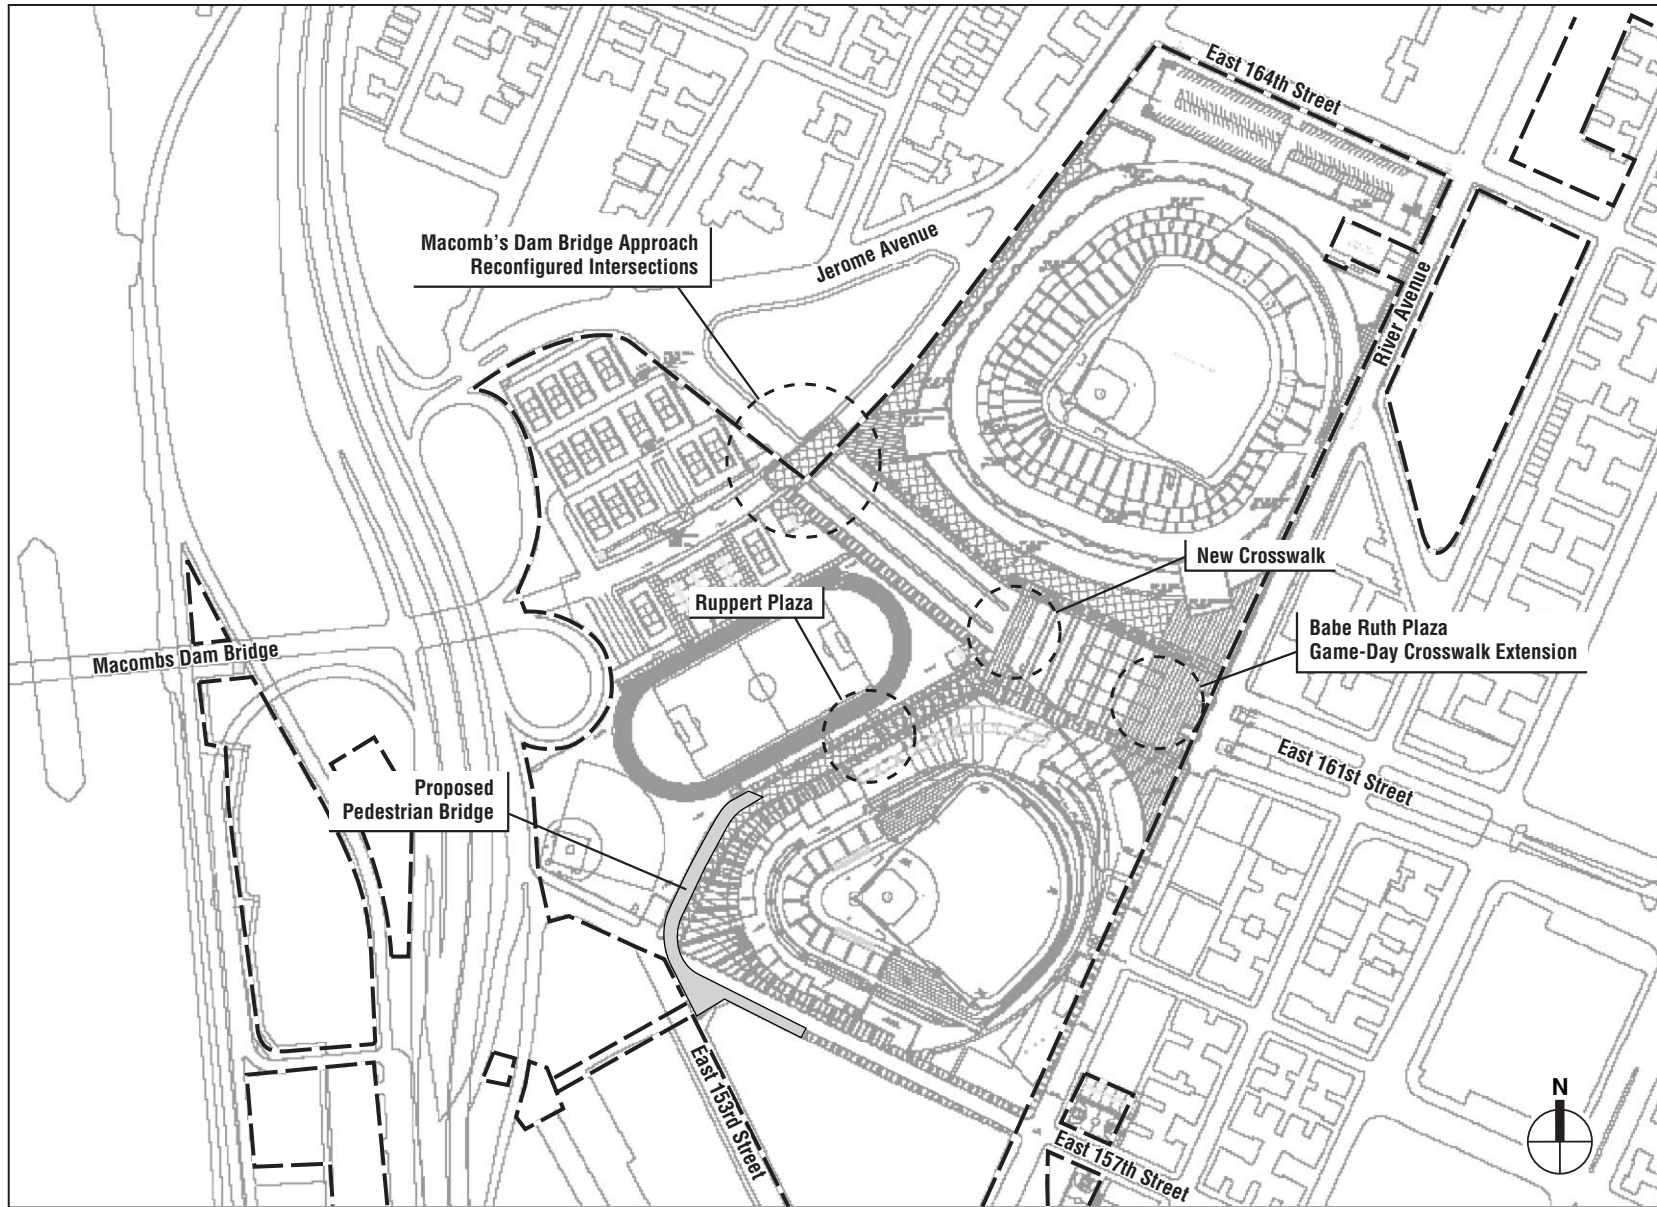 East 164th Street
Macomb's Dam Bridge Approach
Reconfigured Intersections
Jerome Avenue
River Avenue
New Crosswalk
Ruppert Plaza
Babe Ruth Plaza
Game-Day Crosswalk Extension
Macombs Dam Bridge
East 161st Street
Proposed
Pedestrian Bridge
East 153rd Street
N
East 157th Street